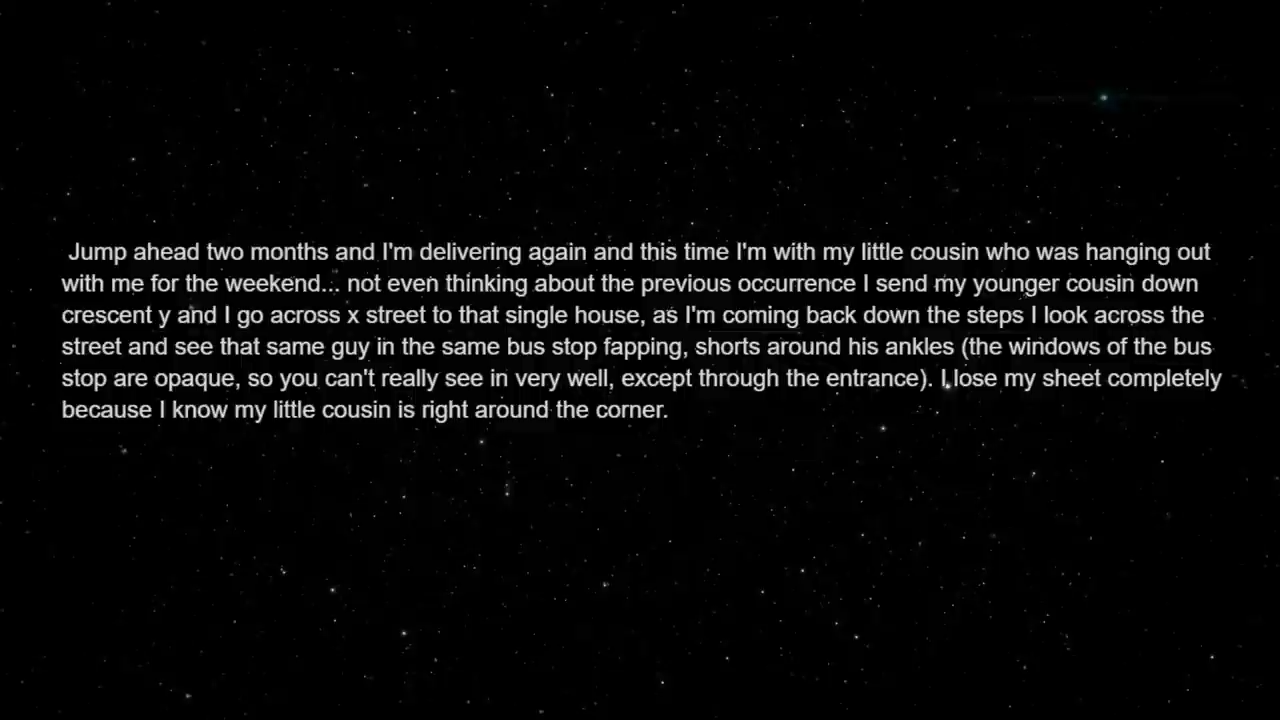 Jump ahead two months and I'm delivering again and this time I'm with my little cousin who was hanging out
with me for the weekend... not even thinking about the previous occurrence I send my younger cousin down
crescent y and I go across x street to that single house, as I'm coming back down the steps I look across the
street and see that same guy in the same bus stop fapping, shorts around his ankles (the windows of the bus
stop are opaque, so you can't really see in very well, except through the entrance). I lose my sheet completely
because I know my little cousin is right around the corner.